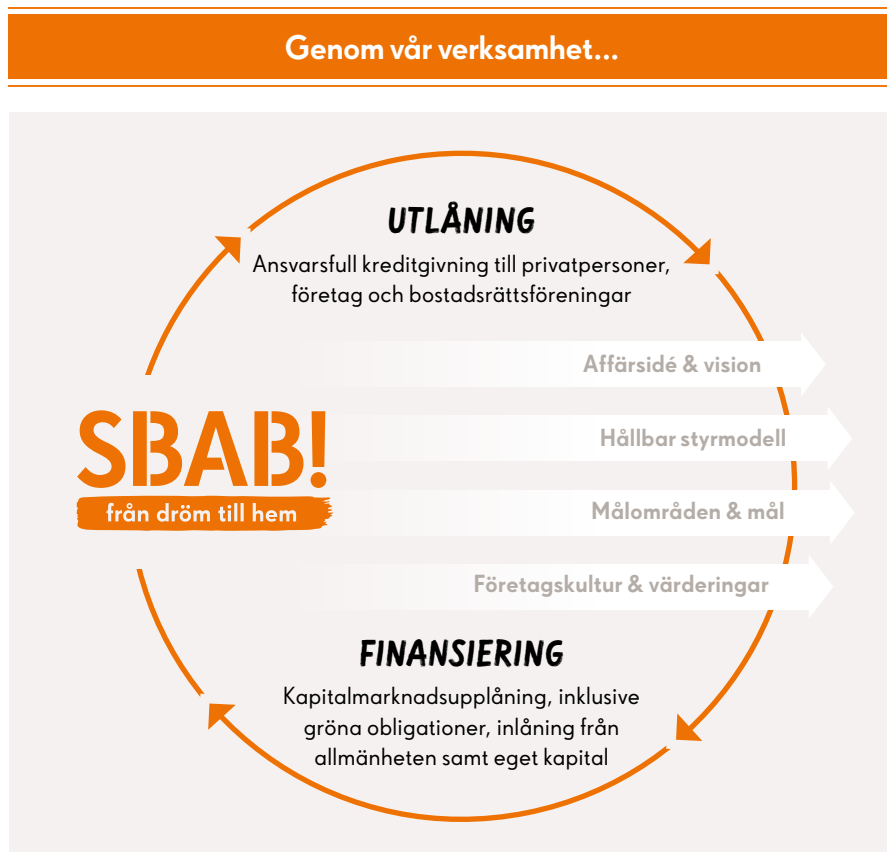 Genom vår verksamhet...
UTLÅNING
Ansvarsfull kreditgivning till privatpersoner,
företag och bostadsrättsföreningar
Affärsidé & vision
Hållbar styrmodell
SBAB!
från dröm till hem
Målområden & mål
Företagskultur & värderingar
FINANSIERING
Kapitalmarknadsupplåning, inklusive
gröna obligationer, inlåning från
allmänheten samt eget kapital